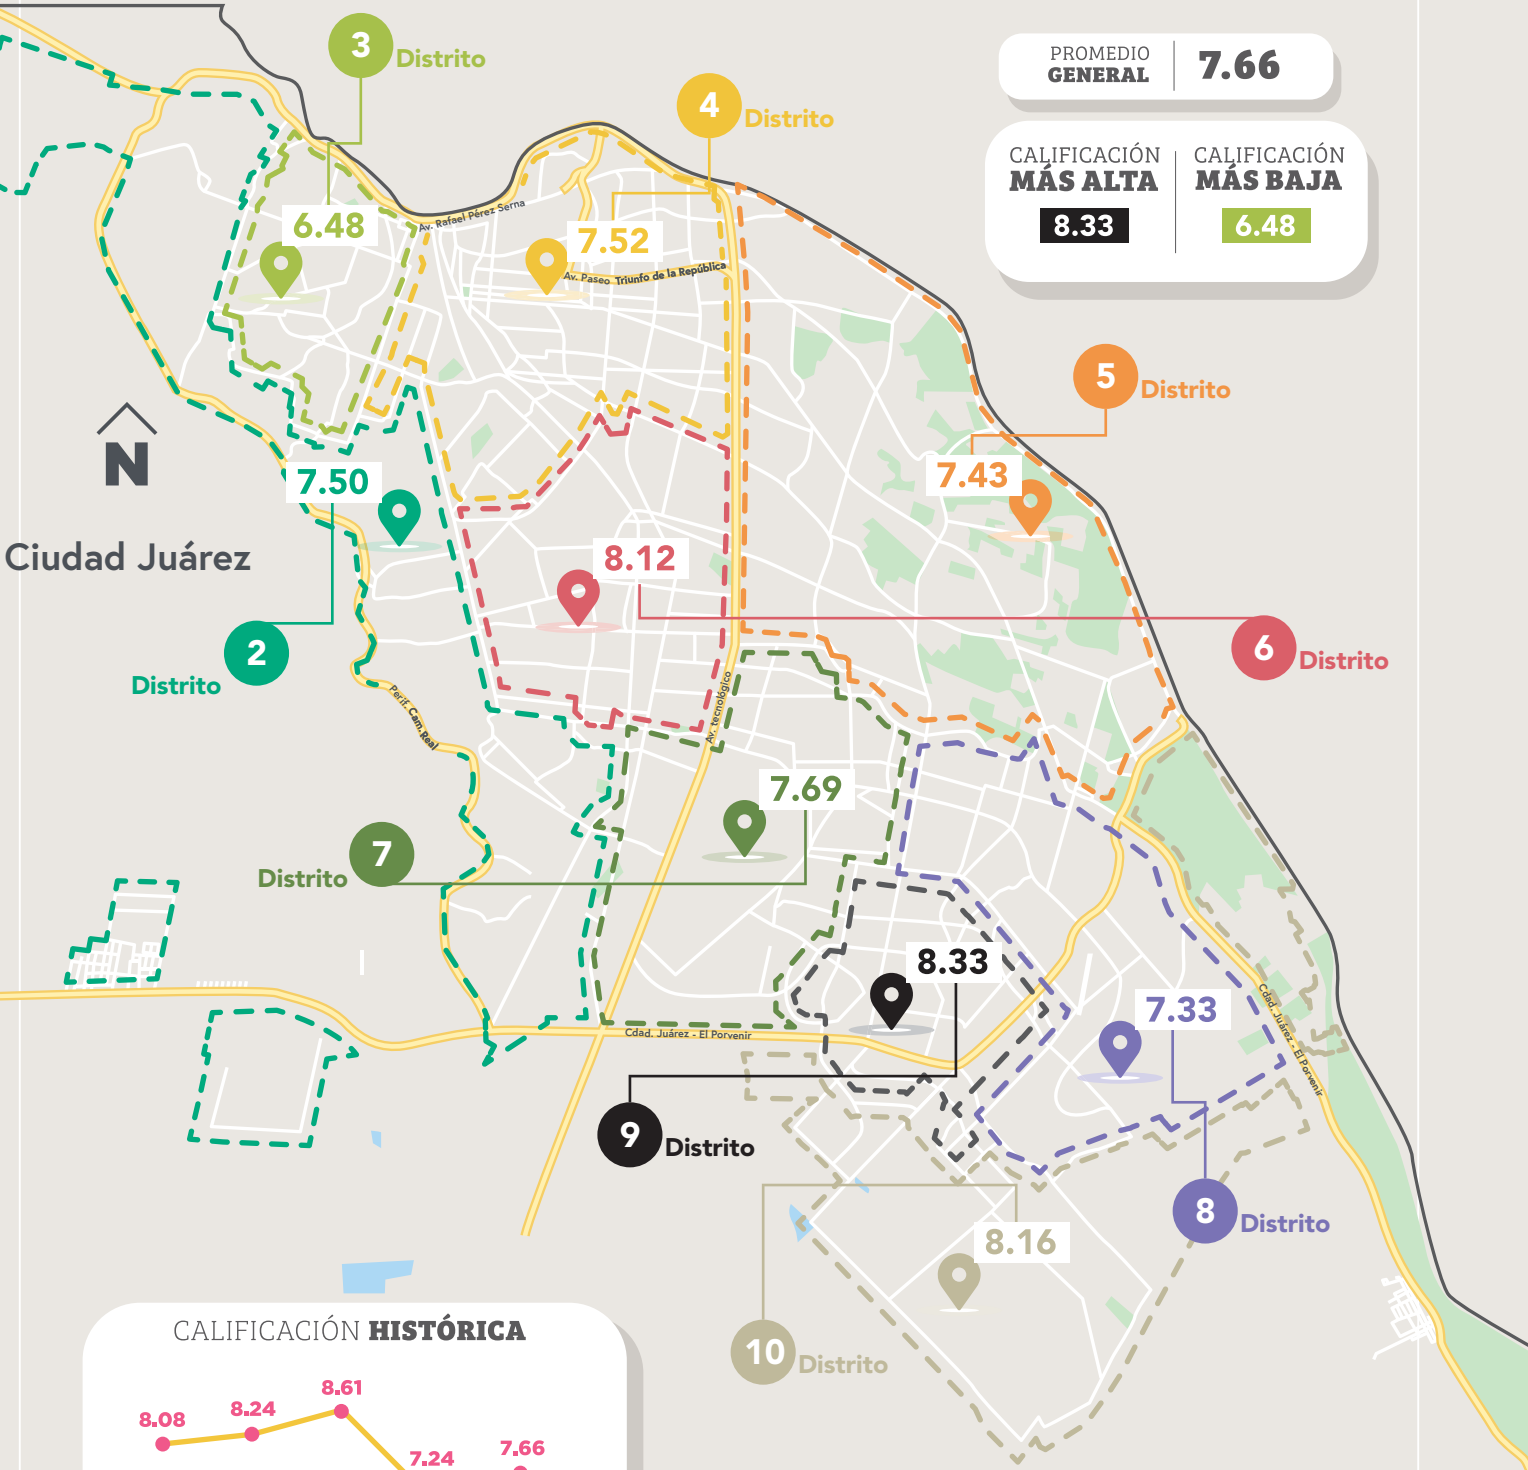 3 Distrito
4 Distrito
PROMEDIO
GENERAL
7.66
CALIFICACIÓN
MÁS ALTA
8.33
CALIFICACIÓN
MÁS BAJA
6.48
6.48
Av. Rafael Pérez Serna
7.52
Av. Paseo Triunfo de la República
5 Distrito
7.43
N
Ciudad Juárez
7.50
8.12
2
Distrito
6 Distrito
Perif. Cam. Real
Av. tecnológico
7.69
7
Distrito
8.33
7.33
Cdad. Juárez - El Porvenir
Cdad. Juárez - El Porvenir
9 Distrito
8 Distrito
8.16
10 Distrito
CALIFICACIÓN HISTÓRICA
8.08
8.24
8.61
7.24
7.66